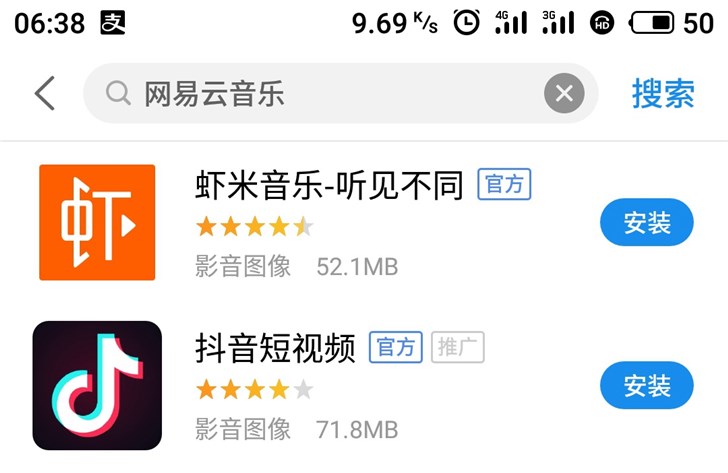 06:38 支 9.69 K/s 4G 3G HD 50
网易云音乐 搜索
虾
虾米音乐-听见不同 官方
影音图像 52.1MB
安装
抖音短视频 官方 推广
影音图像 71.8MB
安装